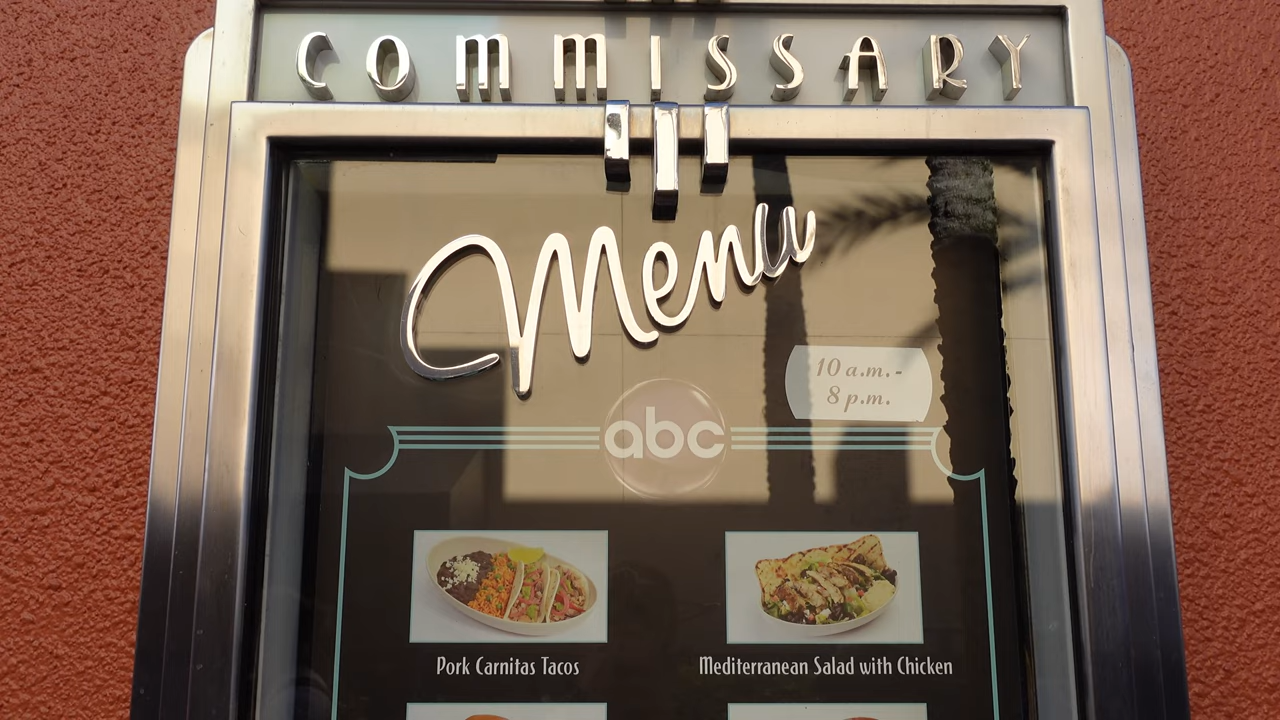 COMMISSARY
Menu
10 a.m.-
8 p.m.
abc
Pork Carnitas Tacos
Mediterranean Salad with Chicken